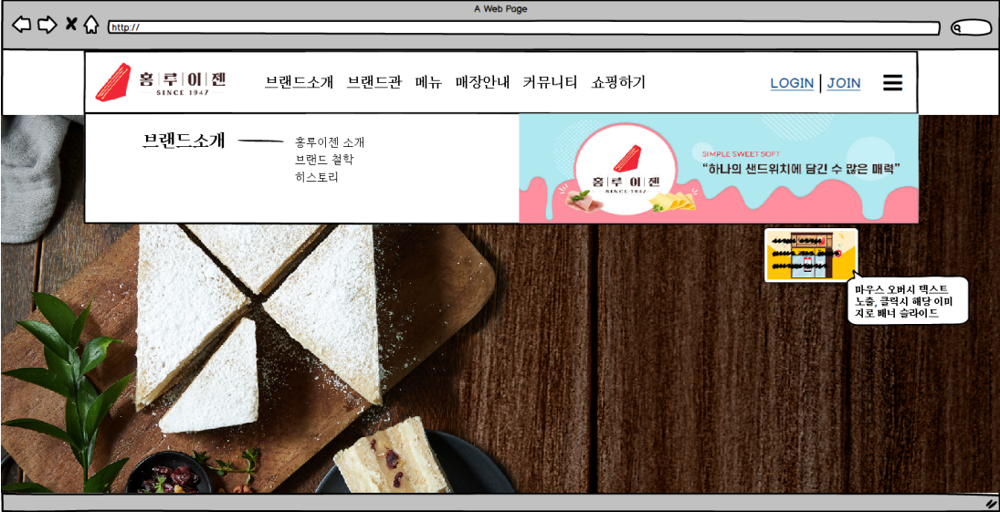 A Web Page
http://
홍루이젠
SINCE 1947
브랜드소개 브랜드관 메뉴 매장안내 커뮤니티 쇼핑하기
LOGIN | JOIN
브랜드소개
홍루이젠 소개
브랜드 철학
히스토리
홍루이젠
SINCE 1947
SIMPLE SWEET SOFT
“하나의 샌드위치에 담긴 수 많은 매력”
마우스 오버시 텍스트
노출, 클릭시 해당 이미
지로 배너 슬라이드